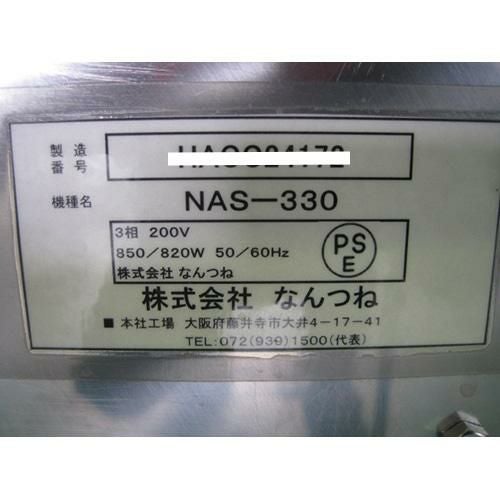 製造
番号
機種名 NAS-330
3相 200V
850/820W 50/60Hz
株式会社 なんつね
PS
E
株式会社 なんつね
■ 本社工場 大阪府藤井寺市大井4-17-41
TEL:072(939)1500(代表)